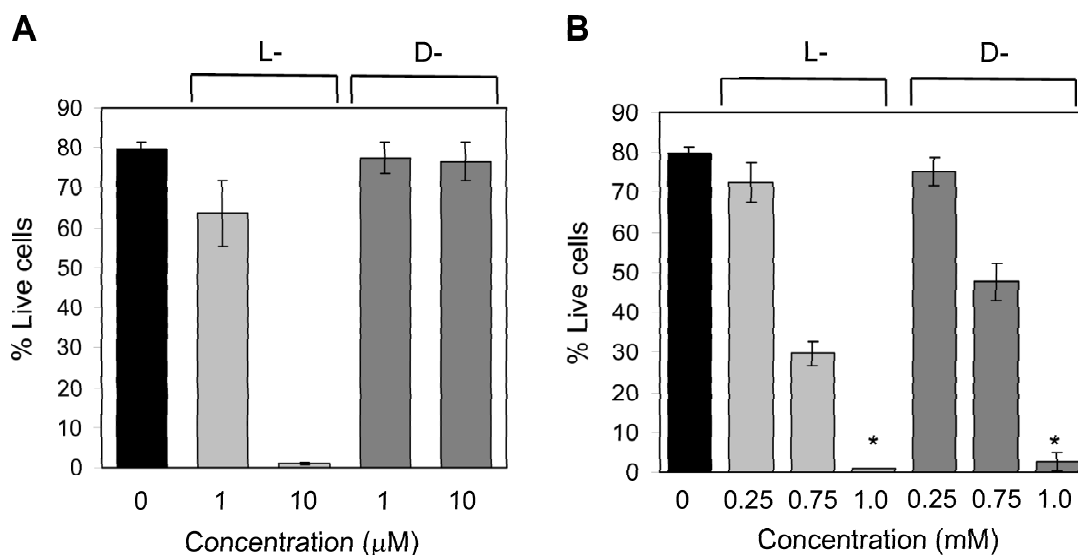 A
L- D-
90
80
70
60
50
40
30
20
10
0
% Live cells
0 1 10 1 10
Concentration (μM)
B
L- D-
90
80
70
60
50
40
30
20
10
0
% Live cells
* *
0 0.25 0.75 1.0 0.25 0.75 1.0
Concentration (mM)